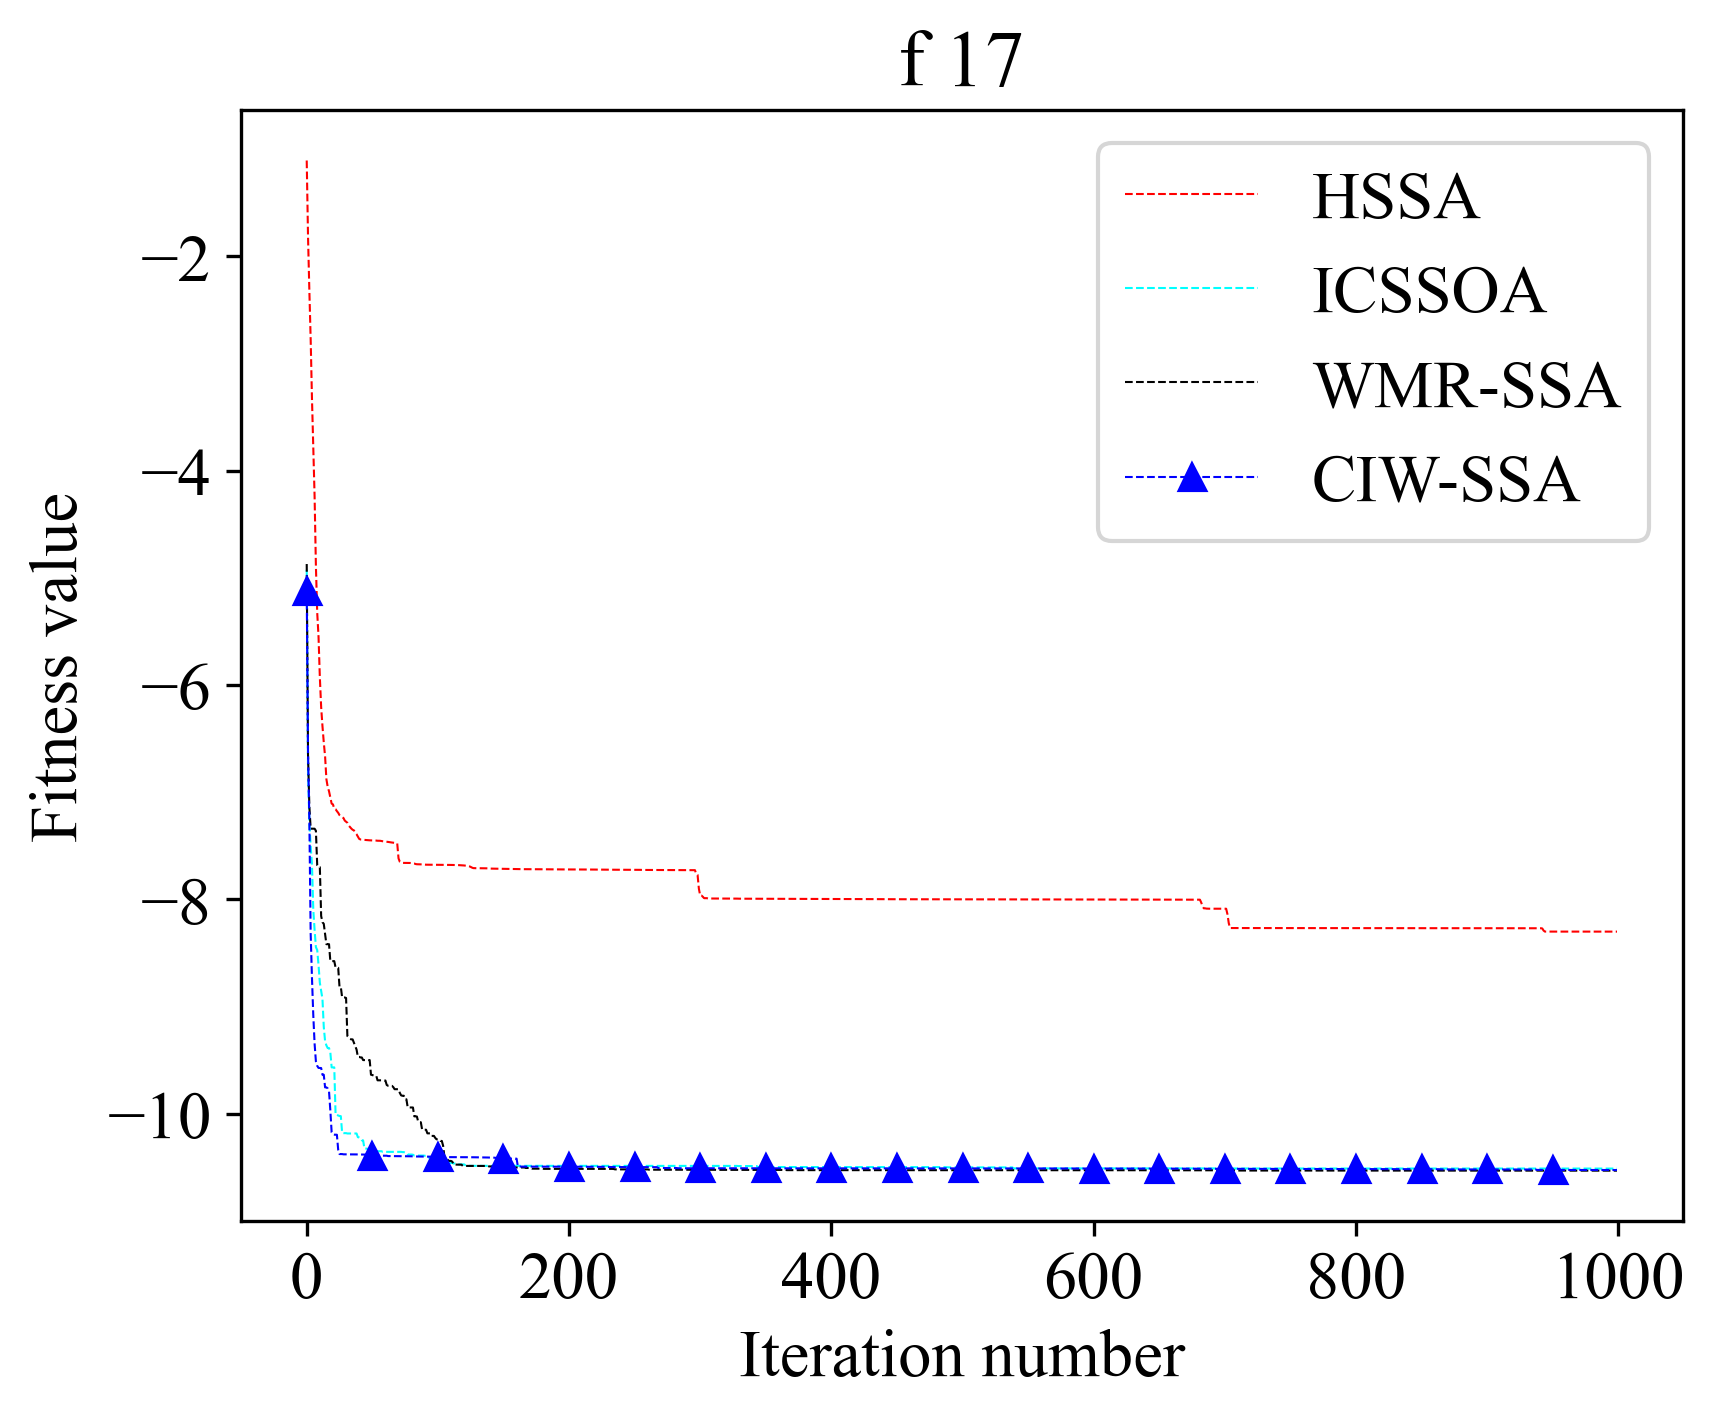 f 17
HSSA
ICSSOA
WMR-SSA
CIW-SSA
Fitness value
−2
−4
−6
−8
−10
0 200 400 600 800 1000
Iteration number